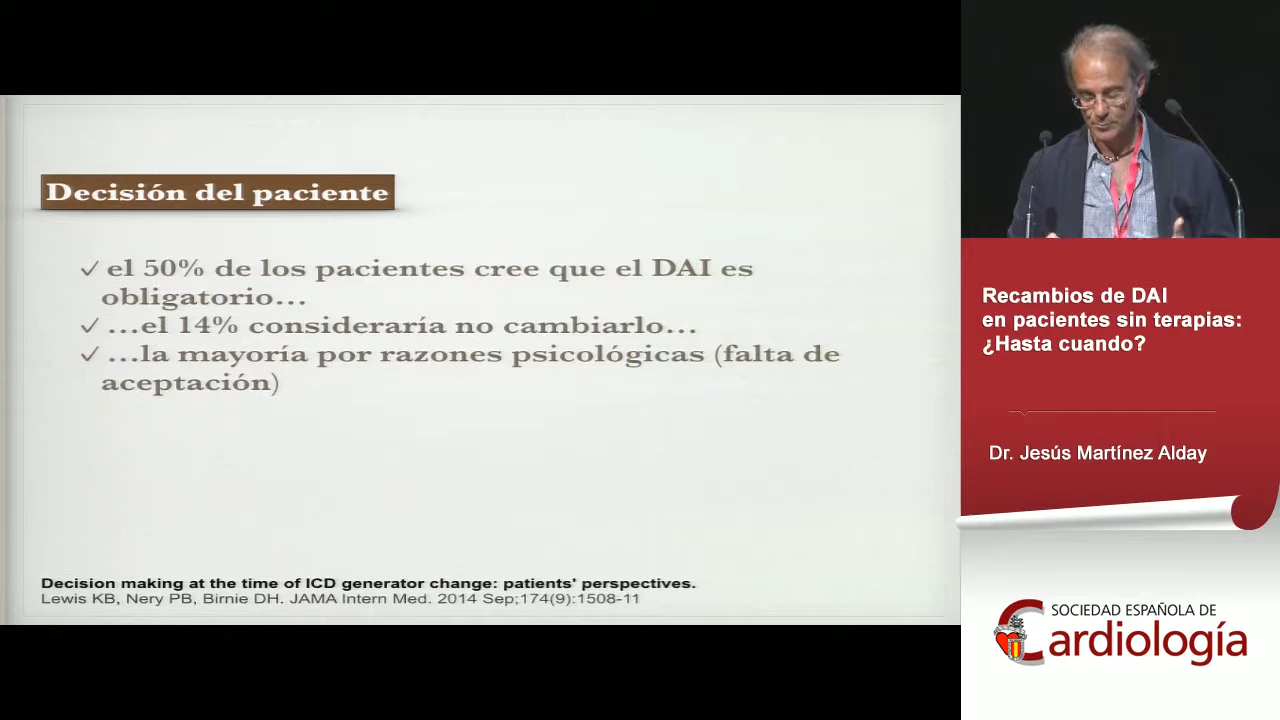 Decisión del paciente
✓ el 50% de los pacientes cree que el DAI es
obligatorio…
✓ …el 14% consideraría no cambiarlo…
✓ …la mayoría por razones psicológicas (falta de
aceptación)
Decision making at the time of ICD generator change: patients' perspectives.
Lewis KB, Nery PB, Birnie DH. JAMA Intern Med. 2014 Sep;174(9):1508-11
Recambios de DAI
en pacientes sin terapias:
¿Hasta cuando?
Dr. Jesús Martínez Alday
SOCIEDAD ESPAÑOLA DE
Cardiología